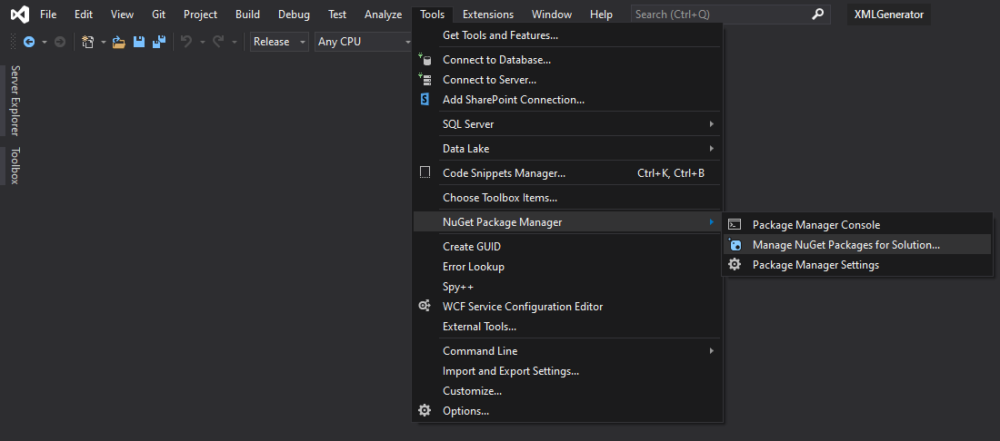 File Edit View Git Project Build Debug Test Analyze Tools Extensions Window Help Search (Ctrl+Q) XMLGenerator
Release Any CPU
Server Explorer
Toolbox
Get Tools and Features...
Connect to Database...
Connect to Server...
Add SharePoint Connection...
SQL Server
Data Lake
Code Snippets Manager... Ctrl+K, Ctrl+B
Choose Toolbox Items...
NuGet Package Manager
Create GUID
Error Lookup
Spy++
WCF Service Configuration Editor
External Tools...
Command Line
Import and Export Settings...
Customize...
Options...
Package Manager Console
Manage NuGet Packages for Solution...
Package Manager Settings